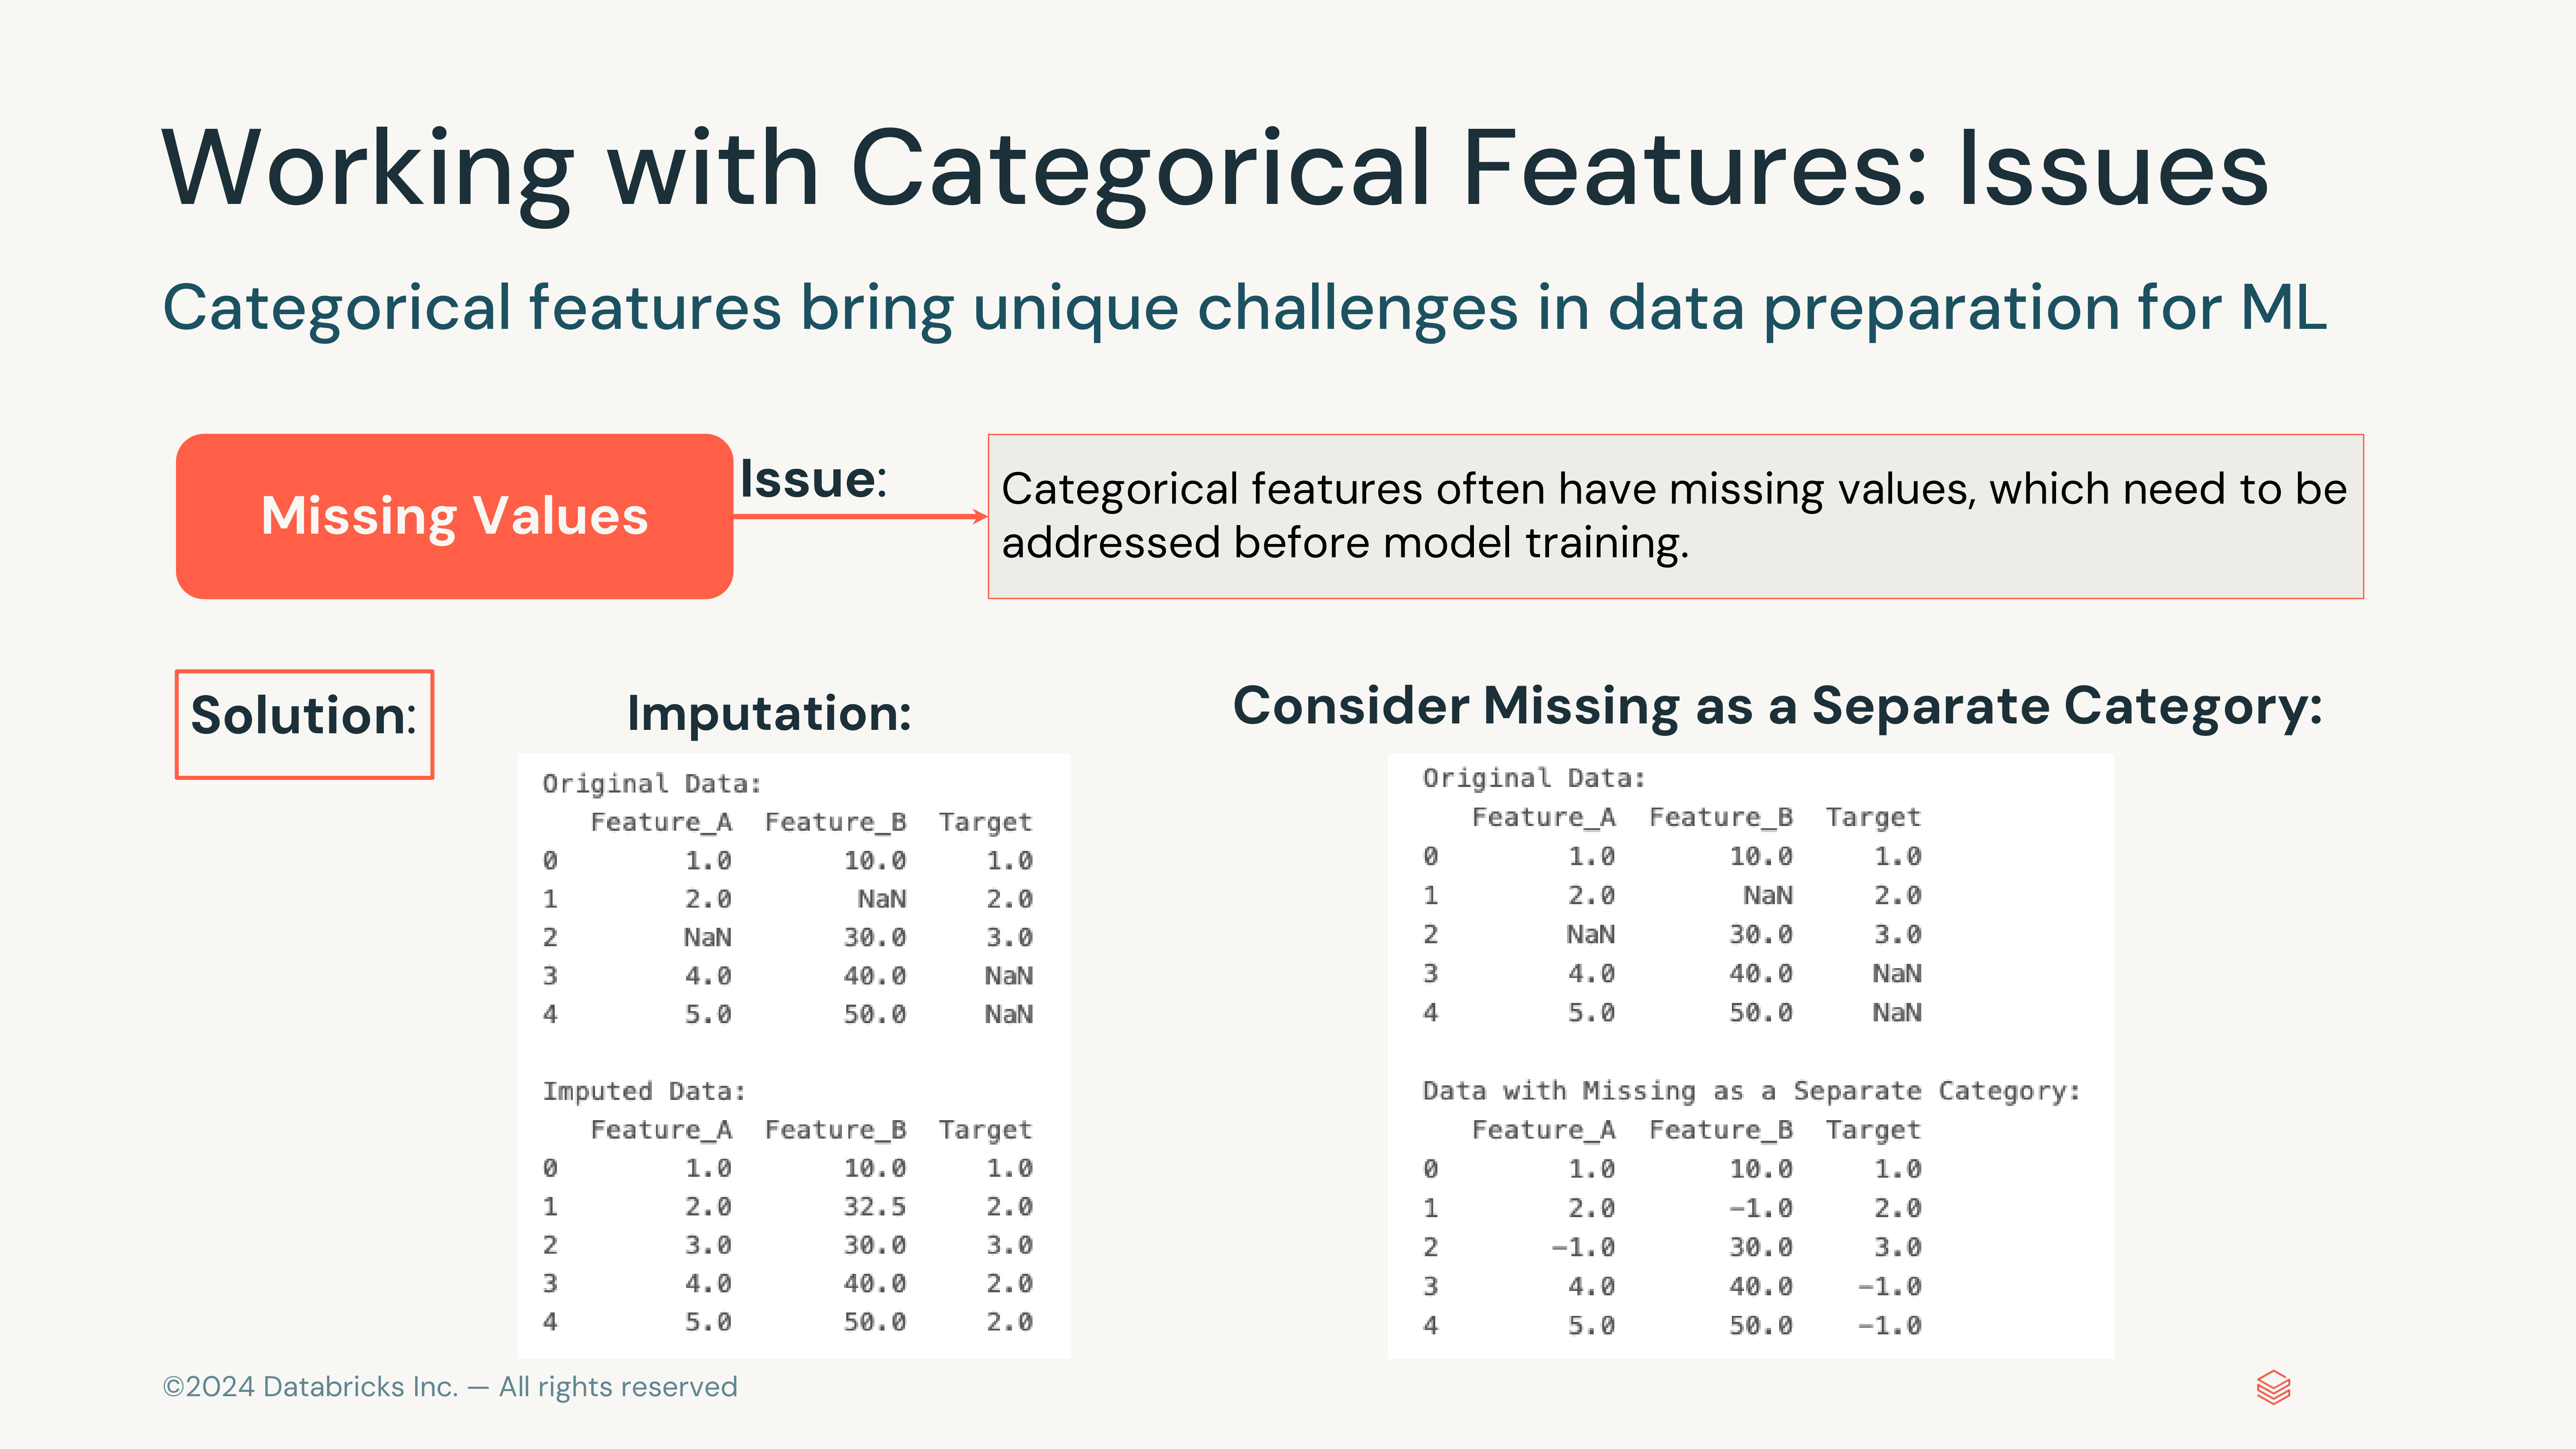 Working with Categorical Features: Issues
Categorical features bring unique challenges in data preparation for ML
Missing Values
Issue:
Categorical features often have missing values, which need to be
addressed before model training.
Solution:
Imputation:
Original Data:
Feature_A Feature_B Target
0 1.0 10.0 1.0
1 2.0 NaN 2.0
2 NaN 30.0 3.0
3 4.0 40.0 NaN
4 5.0 50.0 NaN
Imputed Data:
Feature_A Feature_B Target
0 1.0 10.0 1.0
1 2.0 32.5 2.0
2 3.0 30.0 3.0
3 4.0 40.0 2.0
4 5.0 50.0 2.0
Consider Missing as a Separate Category:
Original Data:
Feature_A Feature_B Target
0 1.0 10.0 1.0
1 2.0 NaN 2.0
2 NaN 30.0 3.0
3 4.0 40.0 NaN
4 5.0 50.0 NaN
Data with Missing as a Separate Category:
Feature_A Feature_B Target
0 1.0 10.0 1.0
1 2.0 −1.0 2.0
2 −1.0 30.0 3.0
3 4.0 40.0 −1.0
4 5.0 50.0 −1.0
©2024 Databricks Inc. — All rights reserved